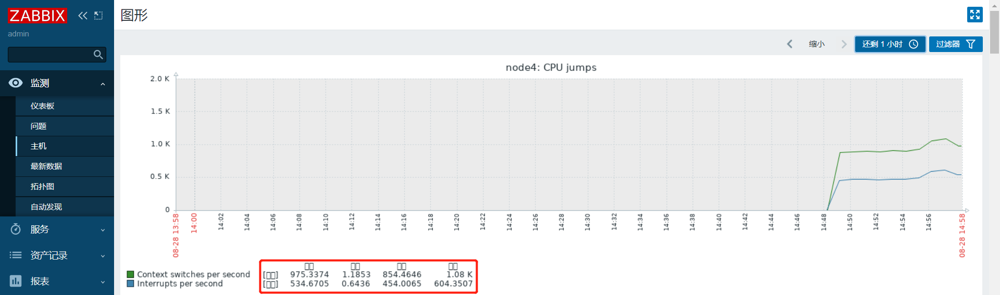 ZABBIX
admin
监测
仪表板
问题
主机
最新数据
拓扑图
自动发现
服务
资产记录
报表
图形
缩小
还剩 1 小时
过滤器
node4: CPU jumps
2.0 K
1.5 K
1.0 K
0.5 K
0
08-28 13:58
14:00
14:02
14:04
14:06
14:08
14:10
14:12
14:14
14:16
14:18
14:20
14:22
14:24
14:26
14:28
14:30
14:32
14:34
14:36
14:38
14:40
14:42
14:44
14:46
14:48
14:50
14:52
14:54
14:56
08-28 14:58
□□ □□ □□ □□
Context switches per second [□□] 975.3374 1.1853 854.4646 1.08 K
Interrupts per second [□□] 534.6705 0.6436 454.0065 604.3507